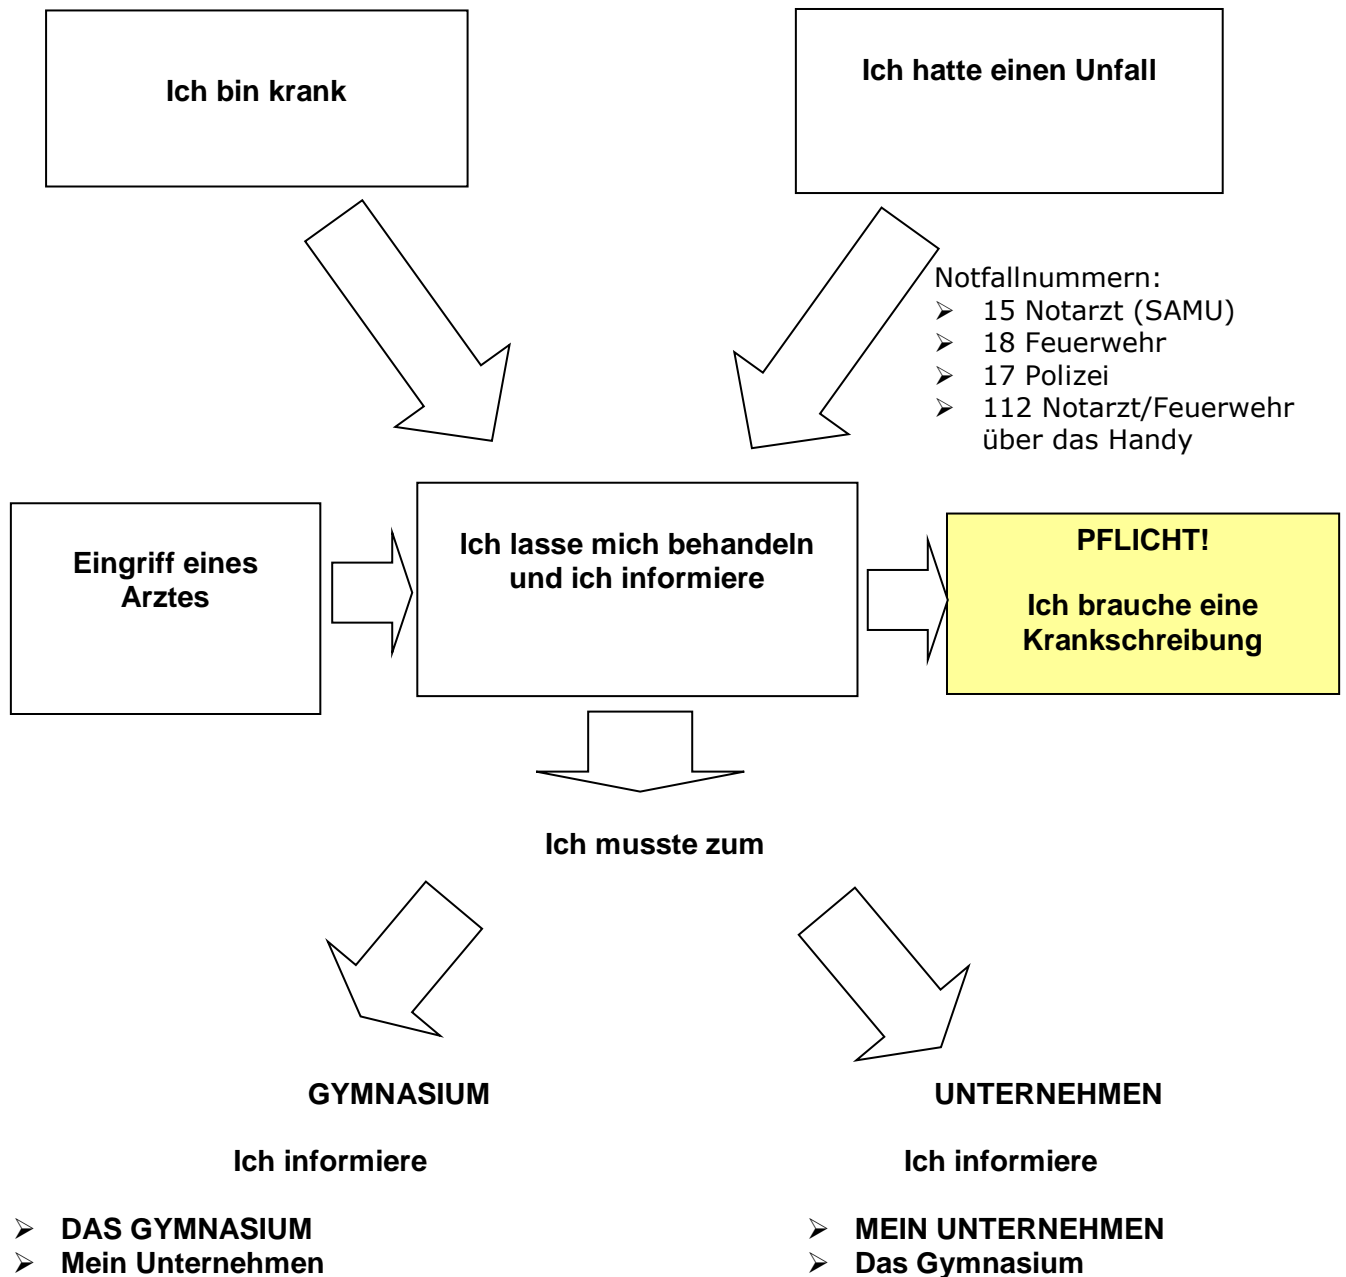 Ich bin krank
Ich hatte einen Unfall
Notfallnummern:
➢ 15 Notarzt (SAMU)
➢ 18 Feuerwehr
➢ 17 Polizei
➢ 112 Notarzt/Feuerwehr
über das Handy
Eingriff eines
Arztes
Ich lasse mich behandeln
und ich informiere
PFLICHT!
Ich brauche eine
Krankschreibung
Ich musste zum
GYMNASIUM
Ich informiere
➢ DAS GYMNASIUM
➢ Mein Unternehmen
UNTERNEHMEN
Ich informiere
➢ MEIN UNTERNEHMEN
➢ Das Gymnasium